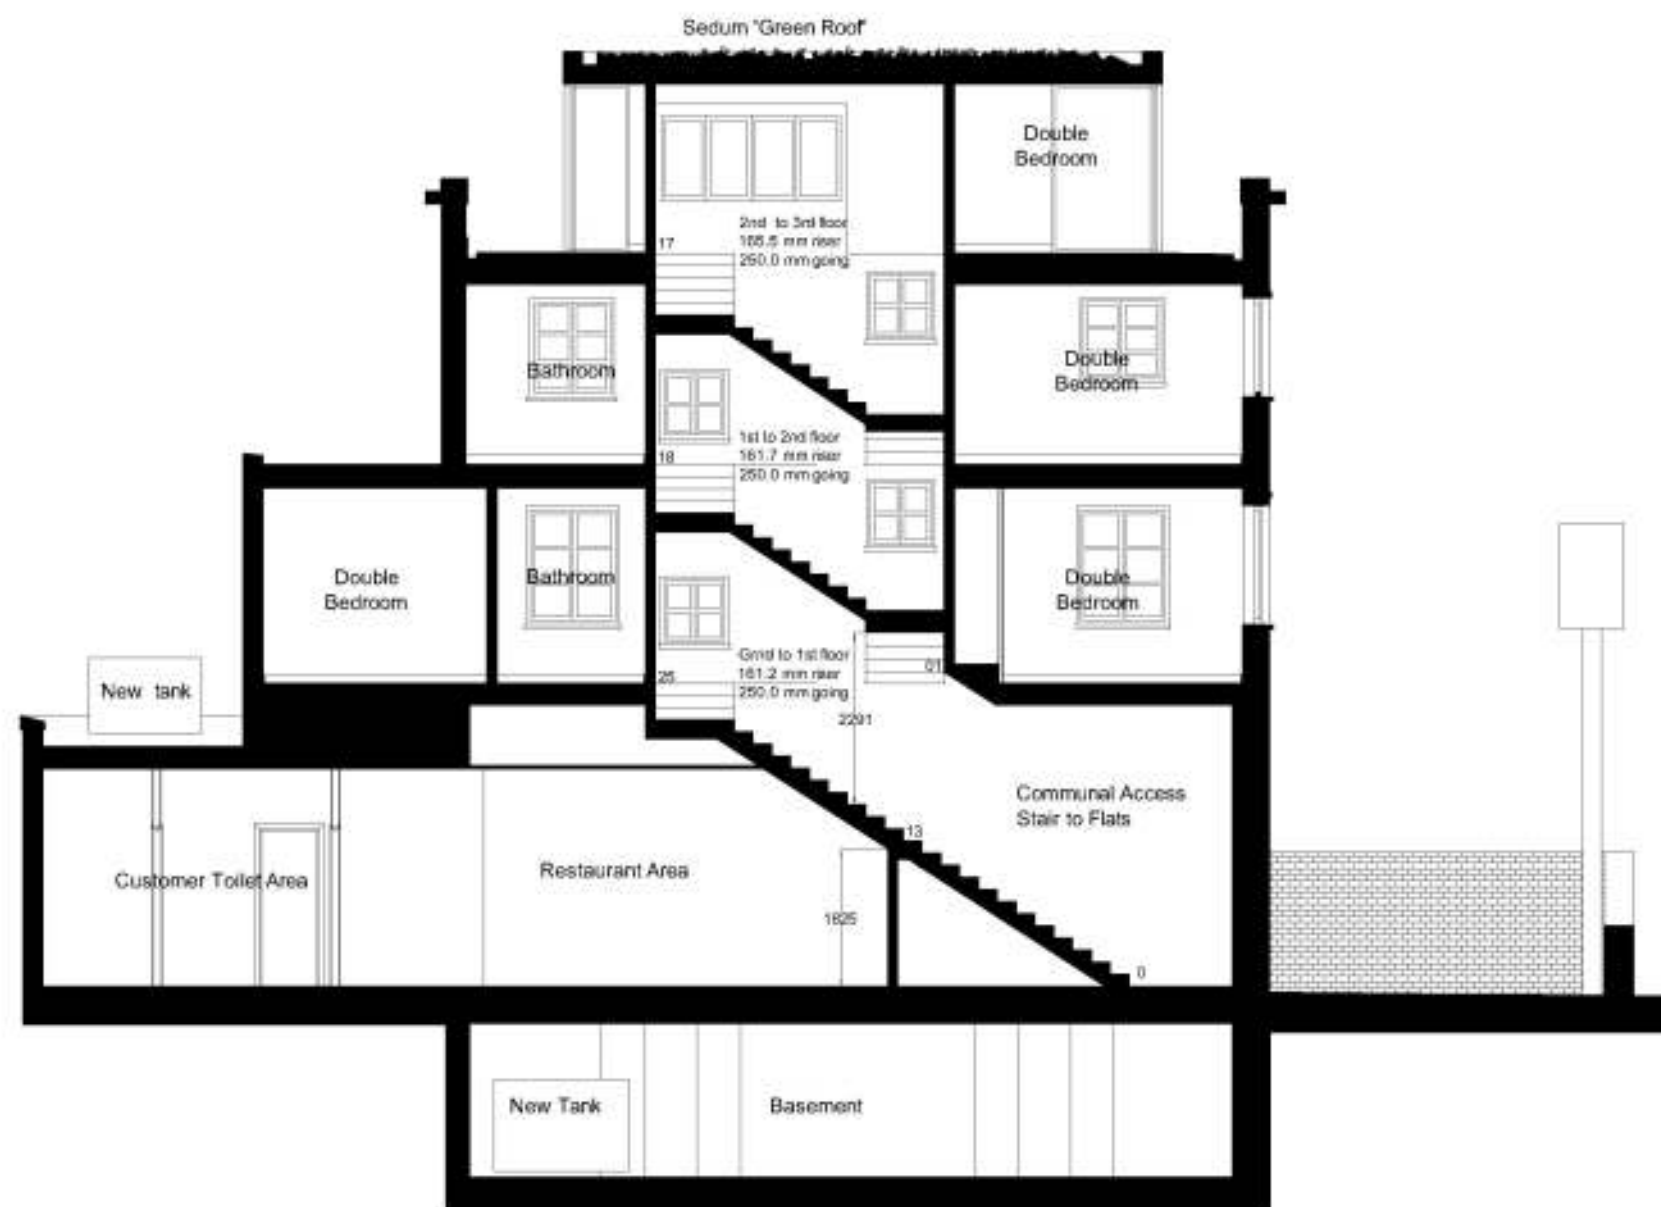 Sedum "Green Roof"
Double
Bedroom
2nd to 3rd floor
17
168.5 mm riser
250.0 mm going
Bathroom
Double
Bedroom
1st to 2nd floor
18
161.7 mm riser
250.0 mm going
Double
Bedroom
Bathroom
Double
Bedroom
Grnd to 1st floor
01
26
161.2 mm riser
250.0 mm going
New tank
2291
Communal Access
Stair to Flats
13
Customer Toilet Area
Restaurant Area
1625
0
New Tank
Basement